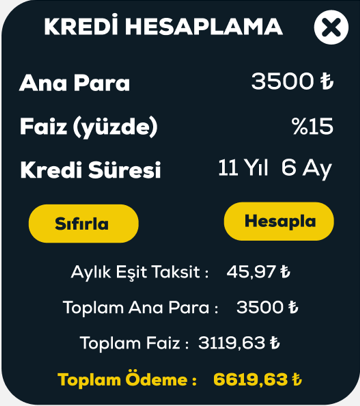 KREDİ HESAPLAMA
Ana Para 3500 ₺
Faiz (yüzde) %15
Kredi Süresi 11 Yıl 6 Ay
Sıfırla Hesapla
Aylık Eşit Taksit : 45,97 ₺
Toplam Ana Para : 3500 ₺
Toplam Faiz : 3119,63 ₺
Toplam Ödeme : 6619,63 ₺